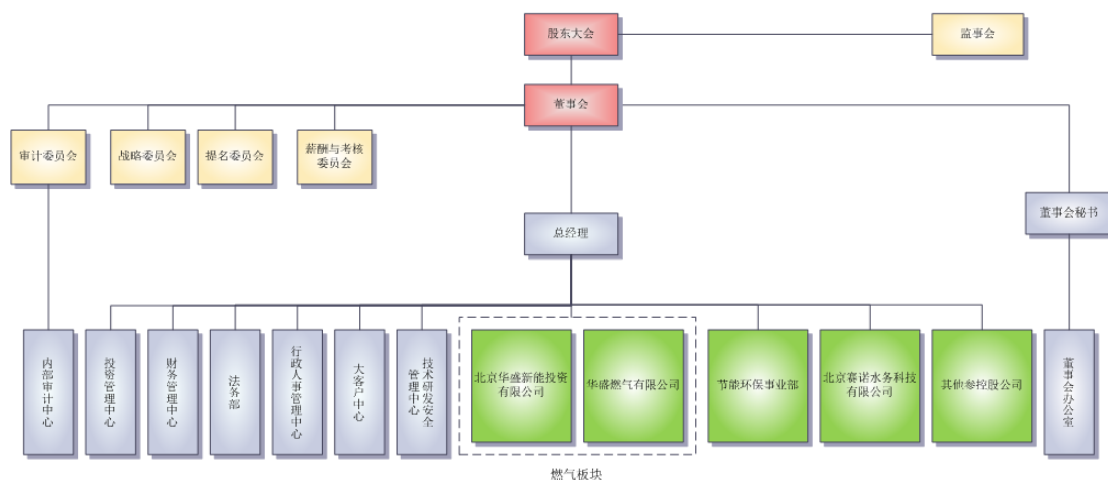 股东大会
监事会
董事会
审计委员会
战略委员会
提名委员会
薪酬与考核
委员会
董事会秘书
总经理
内部审计中心
投资管理中心
财务管理中心
法务部
行政人事管理中心
大客户中心
技术研发安全
管理中心
北京华盛新能投资
有限公司
华盛燃气有限公司
节能环保事业部
北京赛诺水务科技
有限公司
其他参控股公司
董事会办公室
燃气板块